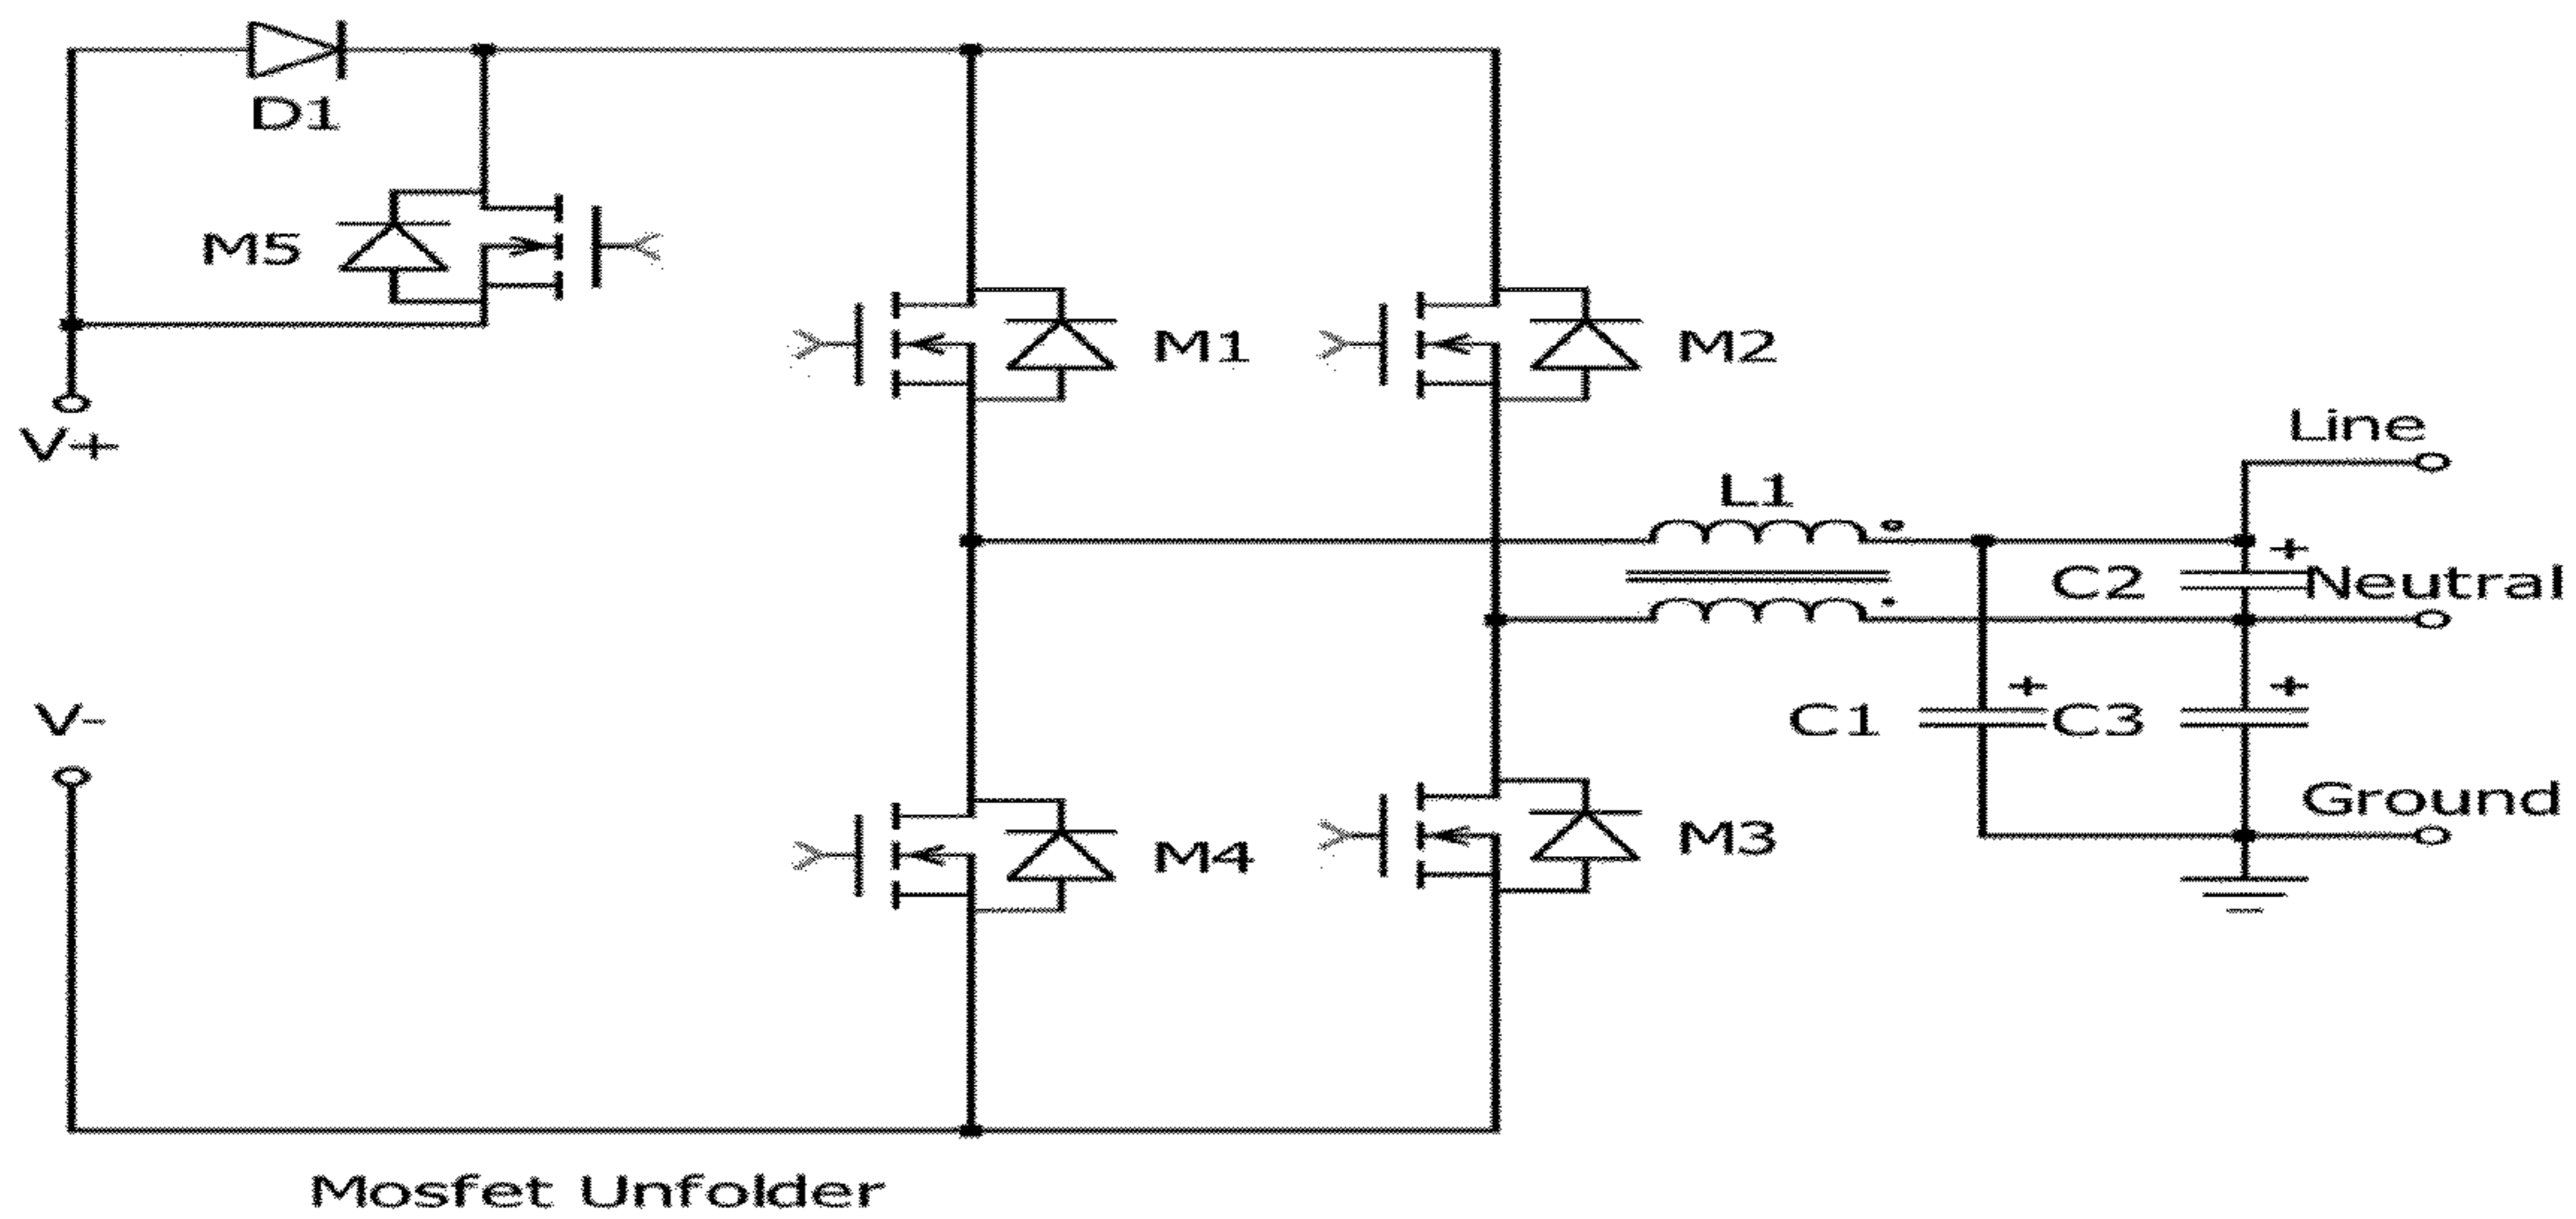 D1
M5
M1
M2
V+
Line
L1
C2
Neutral
V-
C1
C3
Ground
M4
M3
Mosfet Unfolder